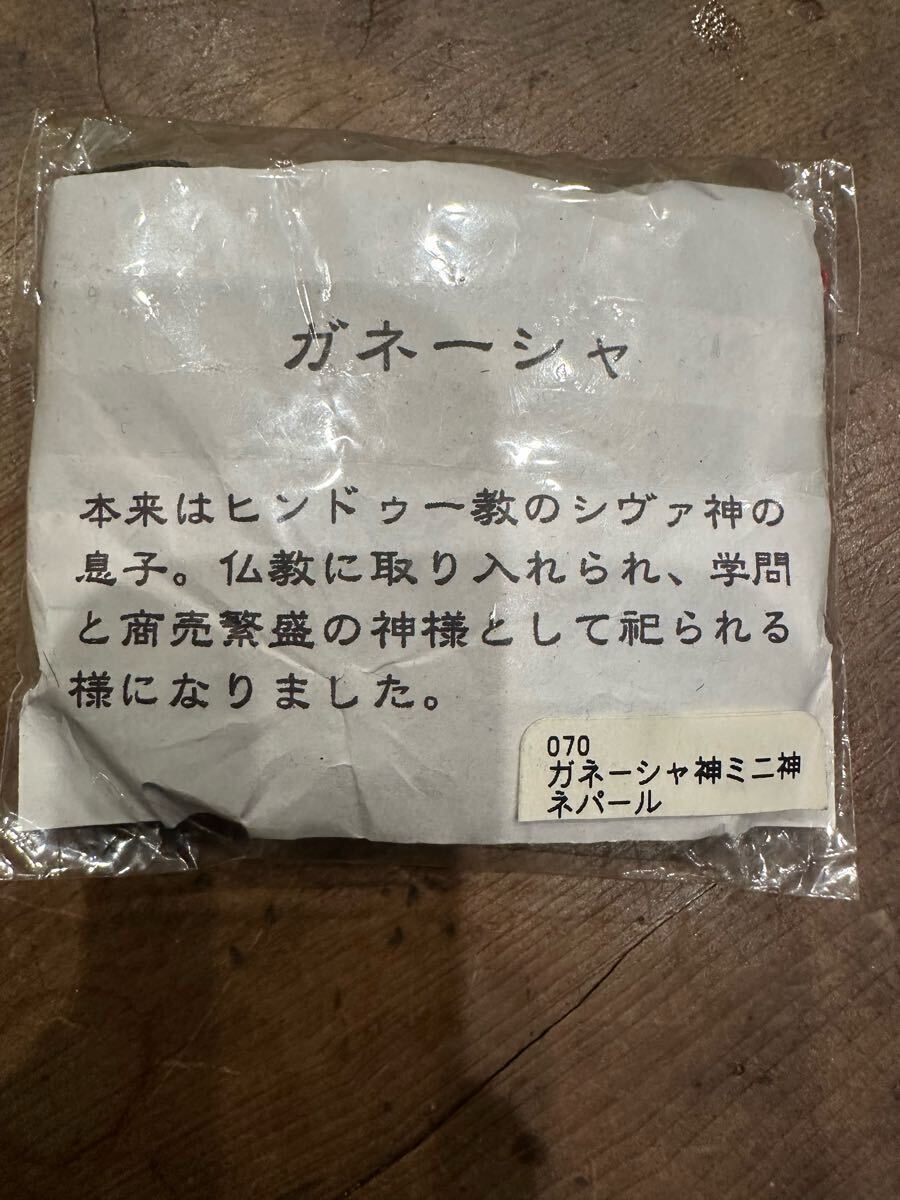 ガネーシャ
本来はヒンドゥー教のシヴァ神の
息子。仏教に取り入れられ、学問
と商売繁盛の神様として祀られる
様になりました。
070
ガネーシャ神ミニ神
ネパール